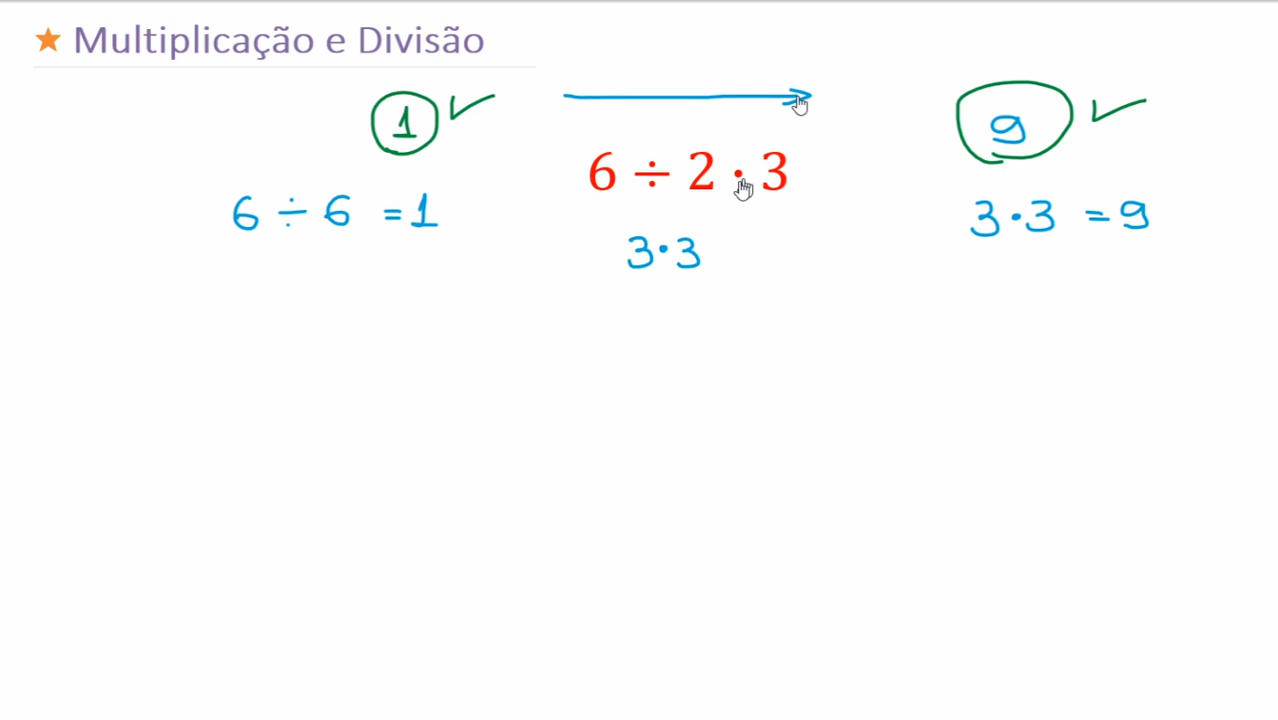 Multiplicação e Divisão
1
9
6 ÷ 2 · 3
6 ÷ 6 = 1
3 · 3 = 9
3 · 3